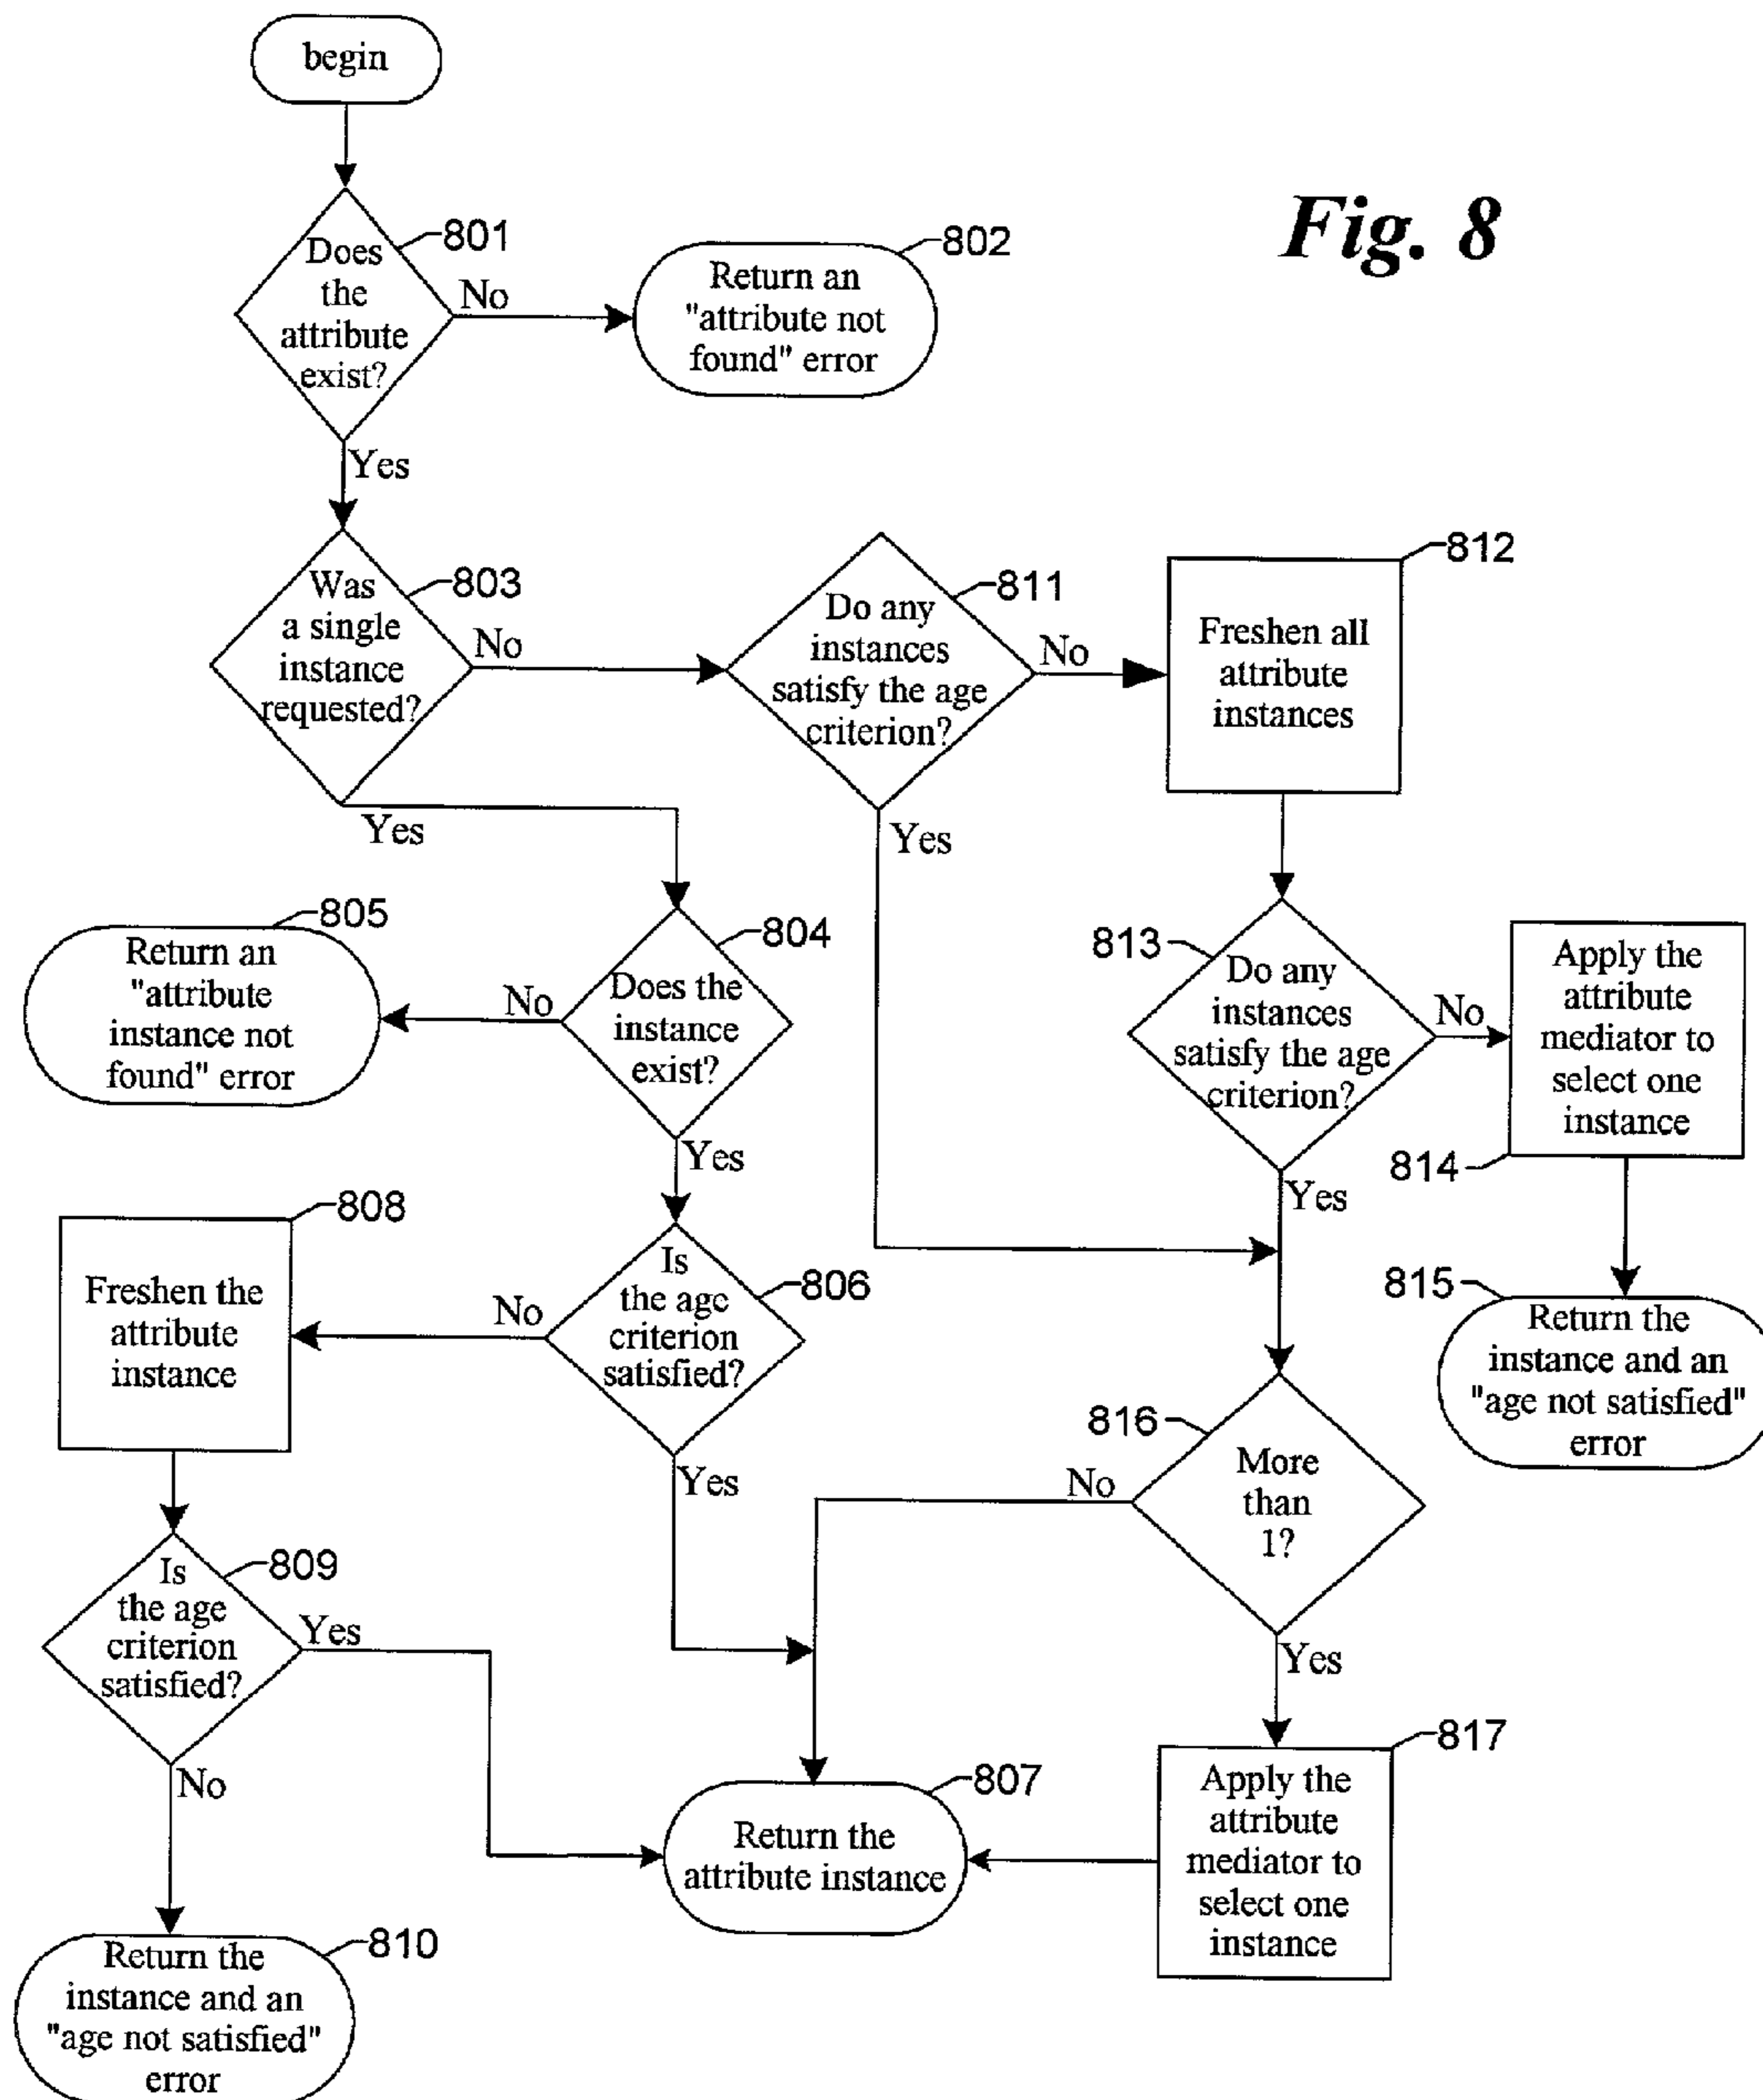 begin
Fig. 8
801
Does
the
attribute
exist?
No
802
Return an
"attribute not
found" error
Yes
803
Was
a single
instance
requested?
No
811
Do any
instances
satisfy the age
criterion?
No
812
Freshen all
attribute
instances
Yes
Yes
805
Return an
"attribute
instance not
found" error
804
No
Does the
instance
exist?
Yes
813
Do any
instances
satisfy the age
criterion?
No
Apply the
attribute
mediator to
select one
instance
814
Yes
808
Freshen the
attribute
instance
806
No
Is
the age
criterion
satisfied?
Yes
815
Return the
instance and an
"age not satisfied"
error
816
No
More
than
1?
Yes
809
Is
the age
criterion
satisfied?
Yes
No
807
Return the
attribute instance
817
Apply the
attribute
mediator to
select one
instance
810
Return the
instance and an
"age not satisfied"
error